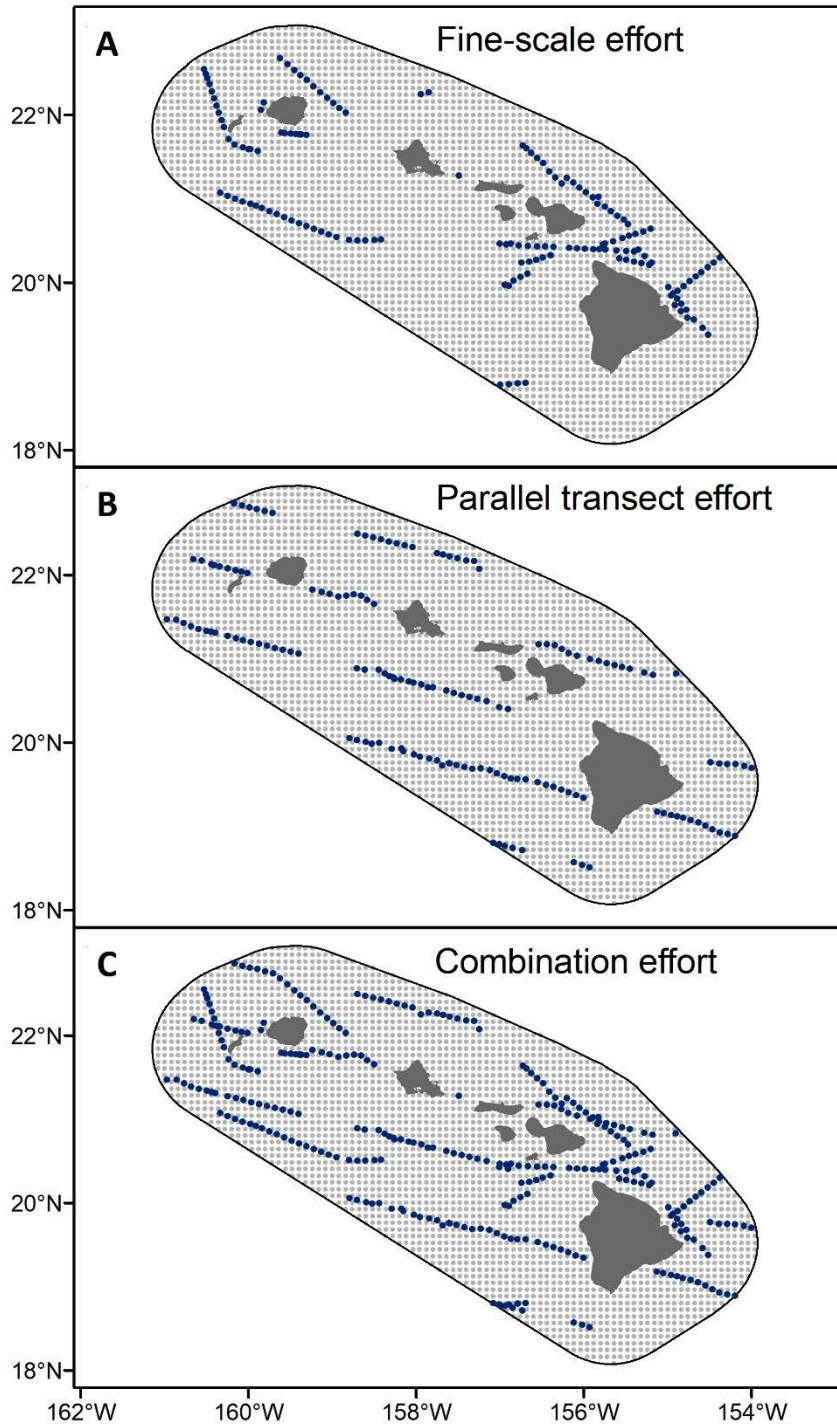 A
Fine-scale effort
22°N
20°N
18°N
B
Parallel transect effort
22°N
20°N
18°N
C
Combination effort
22°N
20°N
18°N
162°W 160°W 158°W 156°W 154°W